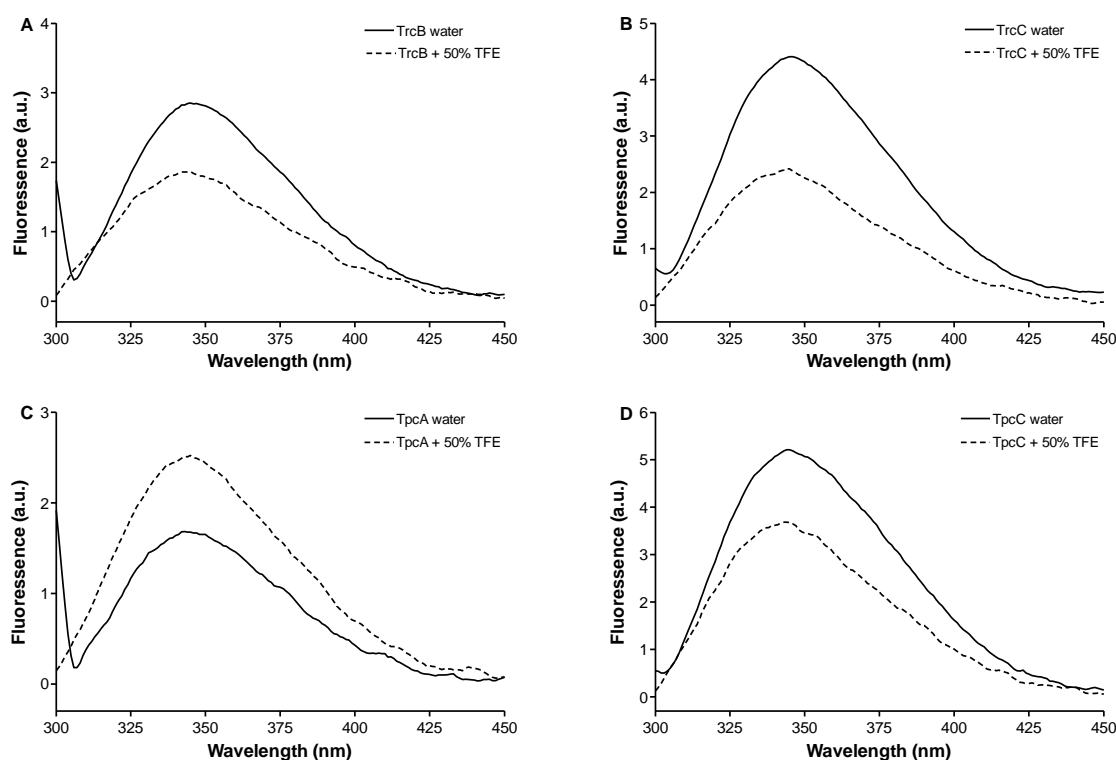 A
TrcB water
TrcB + 50% TFE
Fluoressence (a.u.)
4
3
2
1
0
300 325 350 375 400 425 450
Wavelength (nm)
B
TrcC water
TrcC + 50% TFE
Fluoressence (a.u.)
5
4
3
2
1
0
300 325 350 375 400 425 450
Wavelength (nm)
C
TpcA water
TpcA + 50% TFE
Fluoressence (a.u.)
3
2
1
0
300 325 350 375 400 425 450
Wavelength (nm)
D
TpcC water
TpcC + 50% TFE
Fluoressence (a.u.)
6
5
4
3
2
1
0
300 325 350 375 400 425 450
Wavelength (nm)